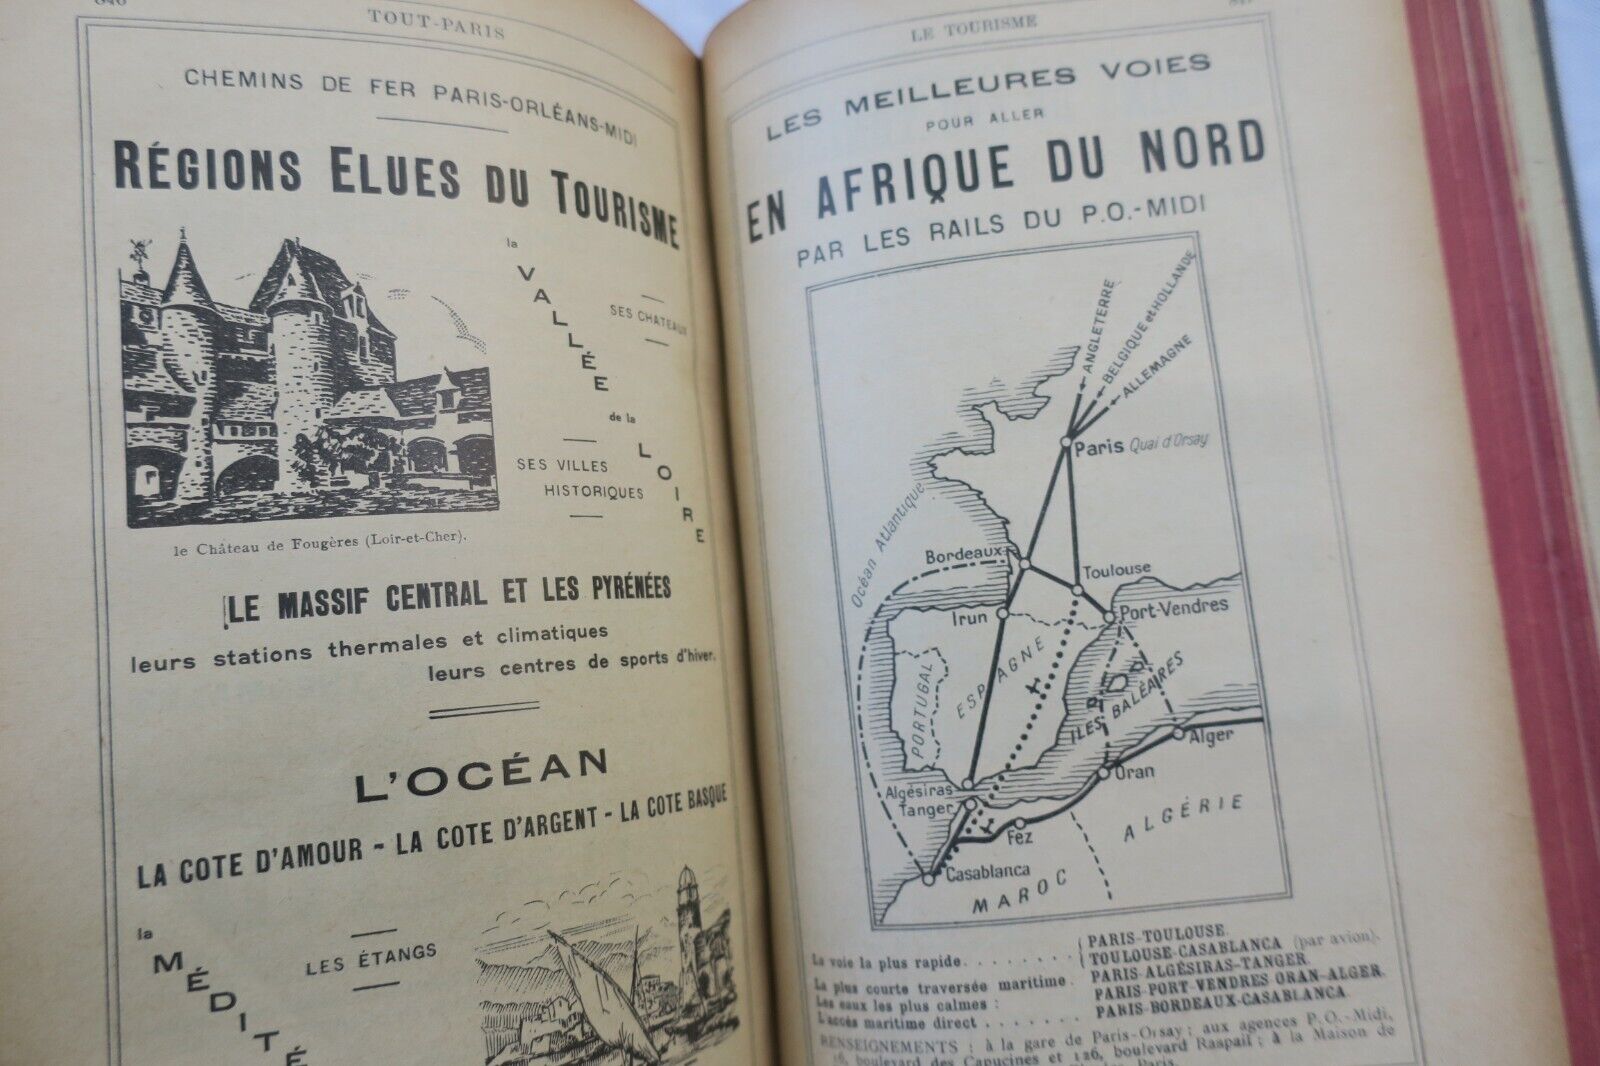 846
TOUT-PARIS
CHEMINS DE FER PARIS-ORLÉANS-MIDI
RÉGIONS ELUES DU TOURISME
la
VALLÉE
de la
LOIRE
SES CHATEAUX
SES VILLES
HISTORIQUES
le Château de Fougères (Loir-et-Cher).
LE MASSIF CENTRAL ET LES PYRÉNÉES
leurs stations thermales et climatiques
leurs centres de sports d'hiver.
L'OCÉAN
LA COTE D'AMOUR - LA COTE D'ARGENT - LA COTE BASQUE
la
MÉDITÉ
LES ÉTANGS
LE TOURISME
LES MEILLEURES VOIES
POUR ALLER
EN AFRIQUE DU NORD
PAR LES RAILS DU P.O.-MIDI
ANGLETERRE
BELGIQUE et HOLLANDE
ALLEMAGNE
Paris Quai d'Orsay
Océan Atlantique
Bordeaux
Toulouse
Irun
Port-Vendres
ESPAGNE
PORTUGAL
ILES BALÉARES
Alger
Oran
Algésiras
Tanger
Fez
ALGÉRIE
Casablanca
MAROC
La voie la plus rapide. . . . . . . . { PARIS-TOULOUSE.
TOULOUSE-CASABLANCA (par avion).
La plus courte traversée maritime. PARIS-ALGÉSIRAS-TANGER.
Les eaux les plus calmes : PARIS-PORT-VENDRES ORAN-ALGER.
L'accès maritime direct . . . . . . . PARIS-BORDEAUX-CASABLANCA.
RENSEIGNEMENTS : à la gare de Paris-Orsay ; aux agences P.O.-Midi,
16, boulevard des Capucines et 126, boulevard Raspail ; à la Maison de